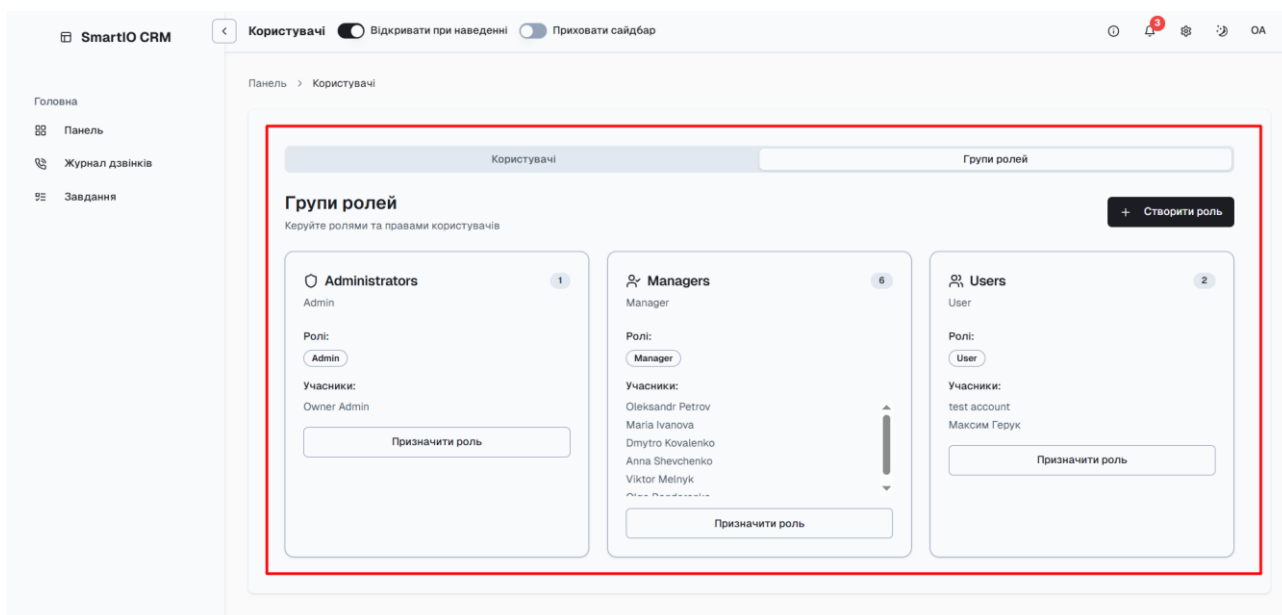 SmartIO CRM
Користувачі Відкривати при наведенні Приховати сайдбар
3
OA
Головна
Панель
Журнал дзвінків
Завдання
Панель > Користувачі
Користувачі Групи ролей
Групи ролей
Керуйте ролями та правами користувачів
+ Створити роль
Administrators 1
Admin
Ролі:
Admin
Учасники:
Owner Admin
Призначити роль
Managers 6
Manager
Ролі:
Manager
Учасники:
Oleksandr Petrov
Maria Ivanova
Dmytro Kovalenko
Anna Shevchenko
Viktor Melnyk
Призначити роль
Users 2
User
Ролі:
User
Учасники:
test account
Максим Герук
Призначити роль